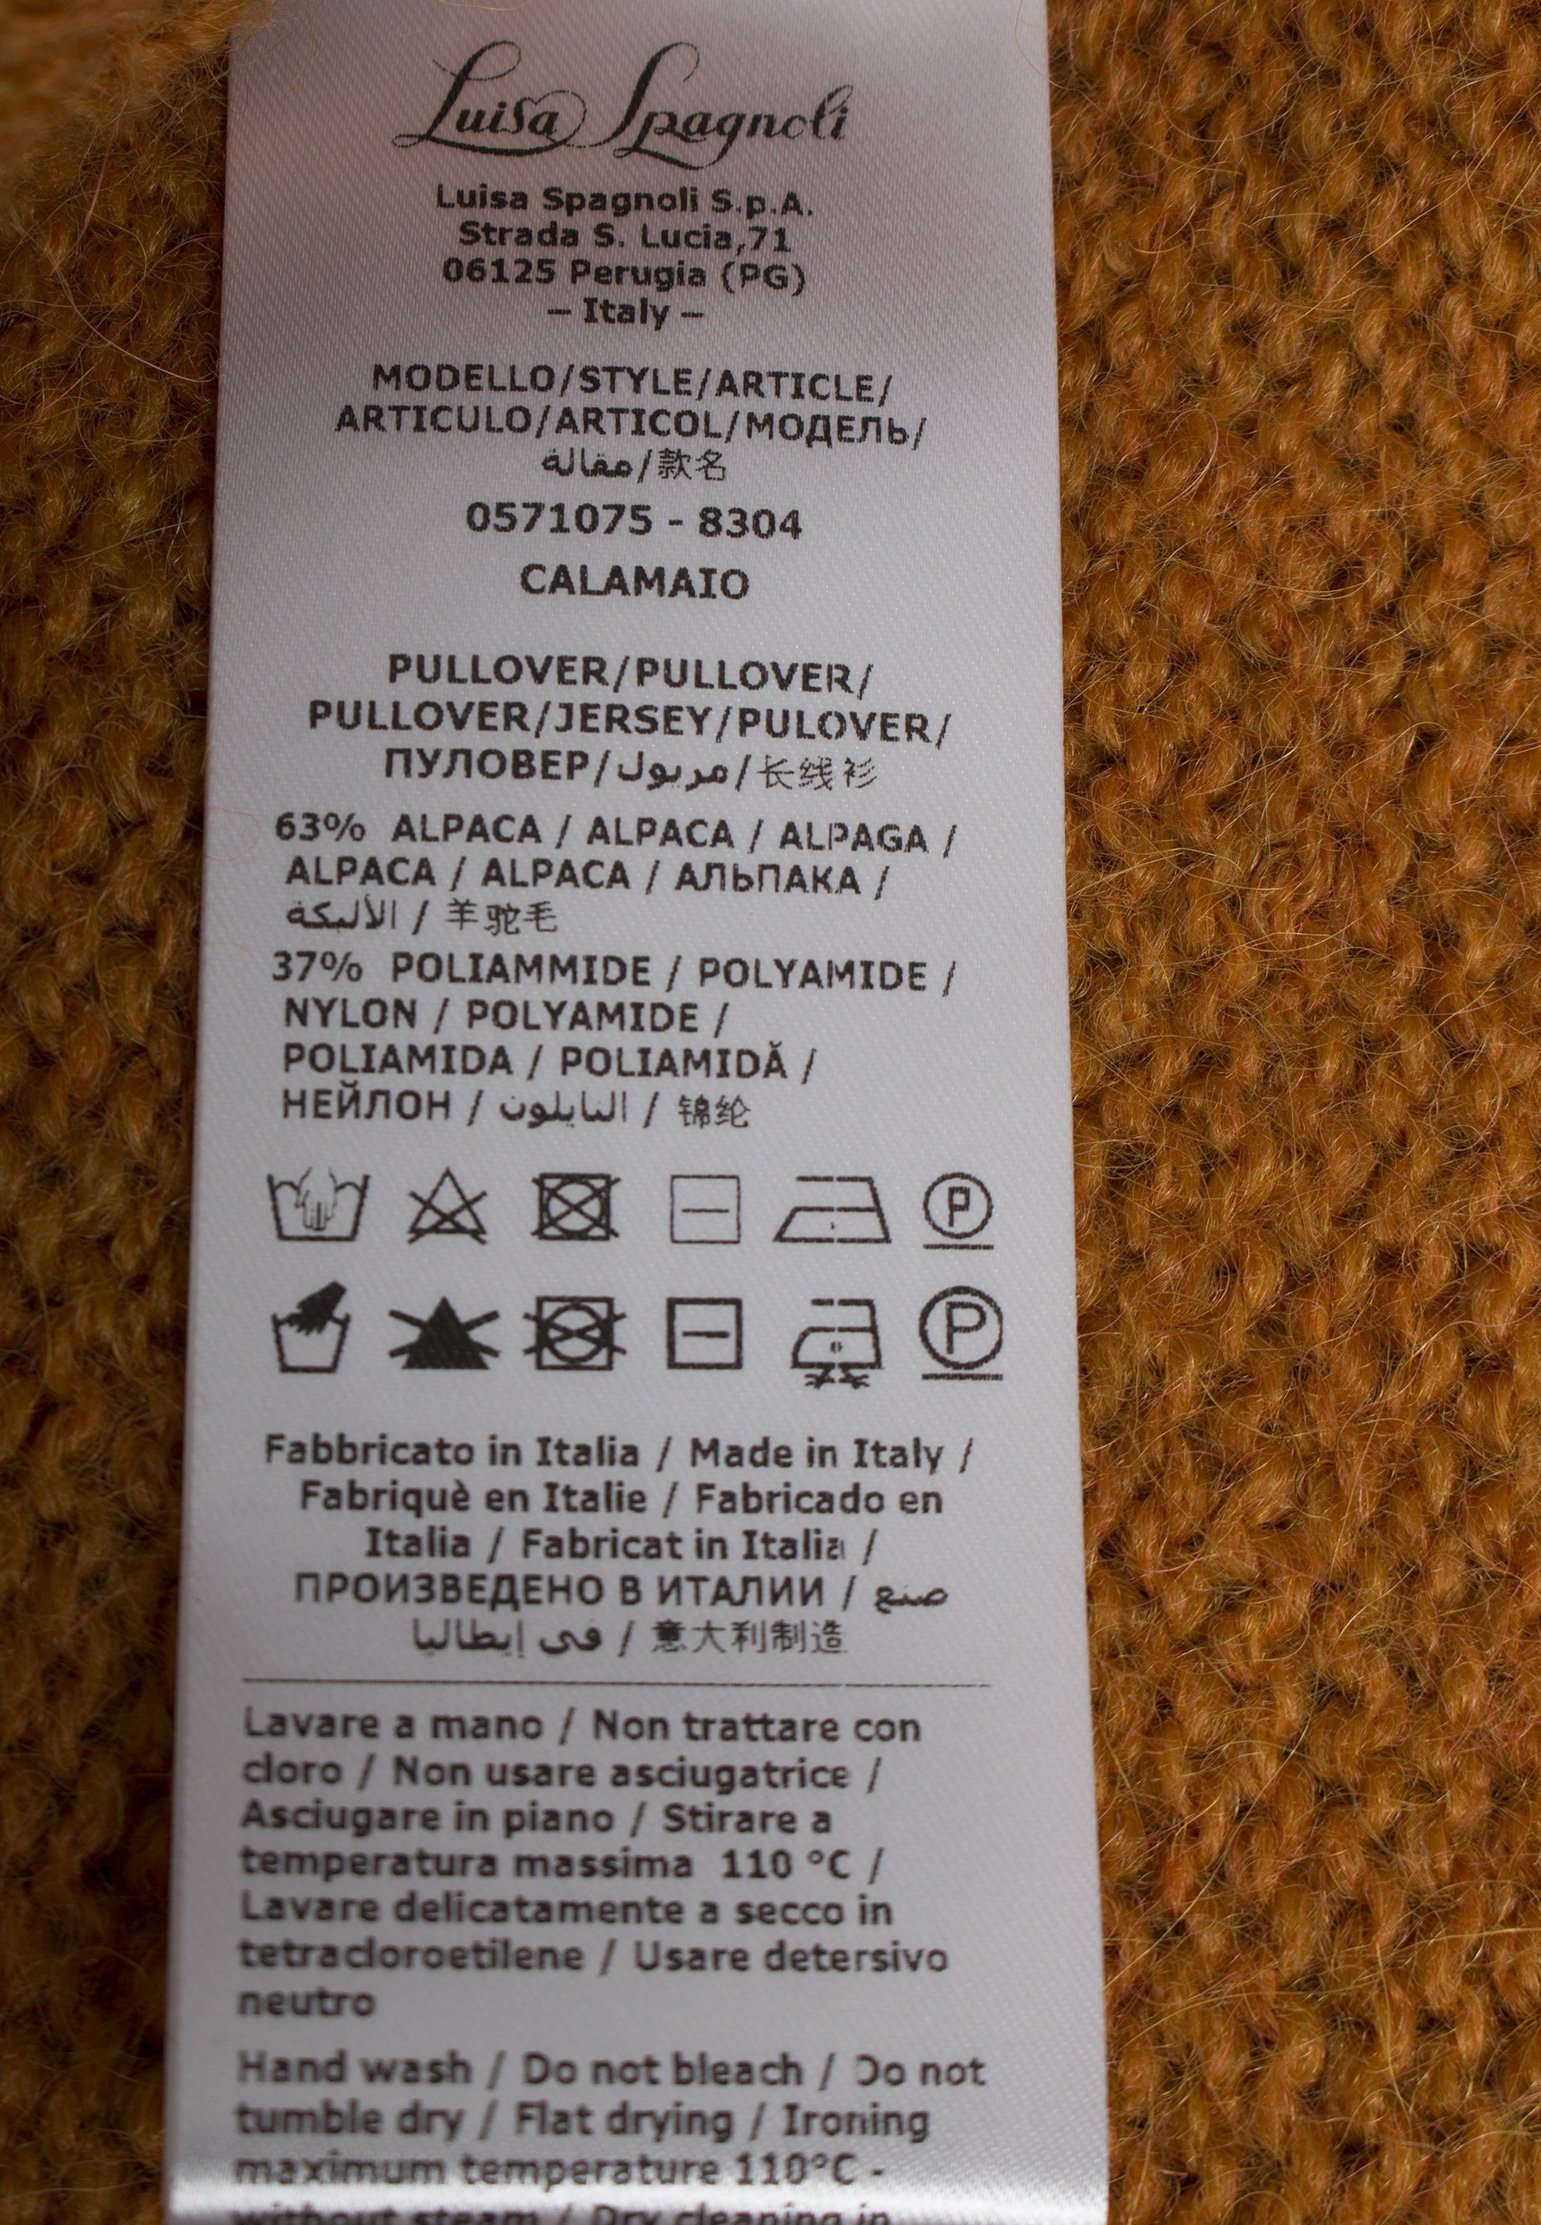 Luisa Spagnoli
Luisa Spagnoli S.p.A.
Strada S. Lucia,71
06125 Perugia (PG)
– Italy –
MODELLO/STYLE/ARTICLE/
ARTICULO/ARTICOL/МОДЕЛЬ/
مقالة/款名
0571075 - 8304
CALAMAIO
PULLOVER/PULLOVER/
PULLOVER/JERSEY/PULOVER/
ПУЛОВЕР/مربول/长线衫
63% ALPACA / ALPACA / ALPAGA /
ALPACA / ALPACA / АЛЬПАКА /
الألبكة / 羊驼毛
37% POLIAMMIDE / POLYAMIDE /
NYLON / POLYAMIDE /
POLIAMIDA / POLIAMIDĂ /
НЕЙЛОН / النايلون / 锦纶
P
P
Fabbricato in Italia / Made in Italy /
Fabriquè en Italie / Fabricado en
Italia / Fabricat in Italia /
ПРОИЗВЕДЕНО В ИТАЛИИ / صنع
في إيطاليا / 意大利制造
Lavare a mano / Non trattare con
cloro / Non usare asciugatrice /
Asciugare in piano / Stirare a
temperatura massima 110 °C /
Lavare delicatamente a secco in
tetracloroetilene / Usare detersivo
neutro
Hand wash / Do not bleach / Do not
tumble dry / Flat drying / Ironing
maximum temperature 110°C -
without steam / Dry cleaning in